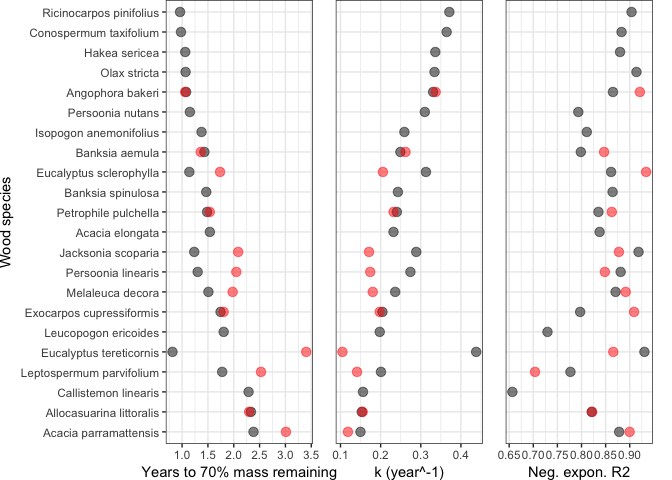 Wood species
Ricinocarpos pinifolius
Conospermum taxifolium
Hakea sericea
Olax stricta
Angophora bakeri
Persoonia nutans
Isopogon anemonifolius
Banksia aemula
Eucalyptus sclerophylla
Banksia spinulosa
Petrophile pulchella
Acacia elongata
Jacksonia scoparia
Persoonia linearis
Melaleuca decora
Exocarpos cupressiformis
Leucopogon ericoides
Eucalyptus tereticornis
Leptospermum parvifolium
Callistemon linearis
Allocasuarina littoralis
Acacia parramattensis
1.0 1.5 2.0 2.5 3.0 3.5
Years to 70% mass remaining
0.1 0.2 0.3 0.4
k (year^-1)
0.65 0.70 0.75 0.80 0.85 0.90
Neg. expon. R2